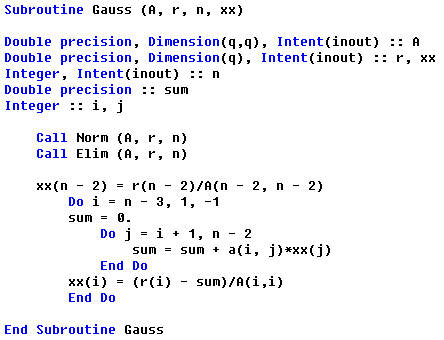 Subroutine Gauss (A, r, n, xx)
Double precision, Dimension(q,q), Intent(inout) :: A
Double precision, Dimension(q), Intent(inout) :: r, xx
Integer, Intent(inout) :: n
Double precision :: sum
Integer :: i, j
Call Norm (A, r, n)
Call Elim (A, r, n)
xx(n - 2) = r(n - 2)/A(n - 2, n - 2)
Do i = n - 3, 1, -1
sum = 0.
Do j = i + 1, n - 2
sum = sum + a(i, j)*xx(j)
End Do
xx(i) = (r(i) - sum)/A(i,i)
End Do
End Subroutine Gauss